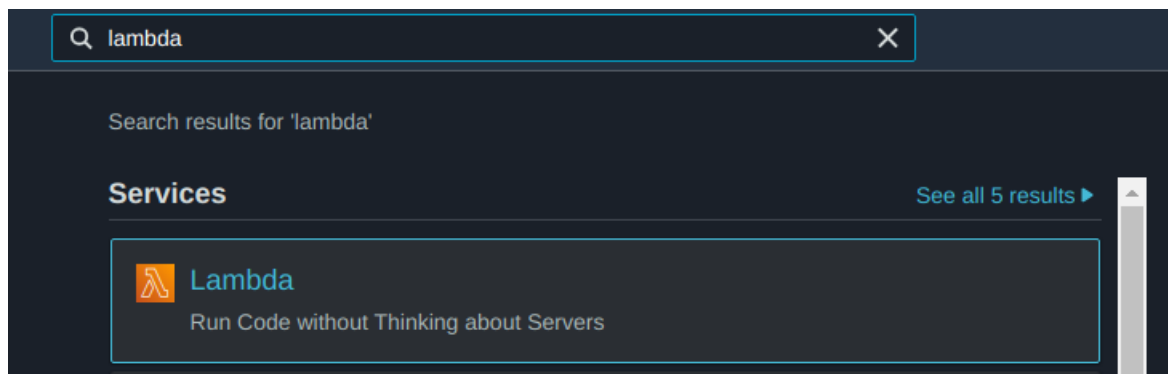 lambda
Search results for 'lambda'
Services
See all 5 results
Lambda
Run Code without Thinking about Servers